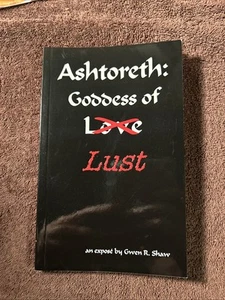 Ashtoreth:
Goddess of
Love
Lust
an exposé by Gwen R. Shaw